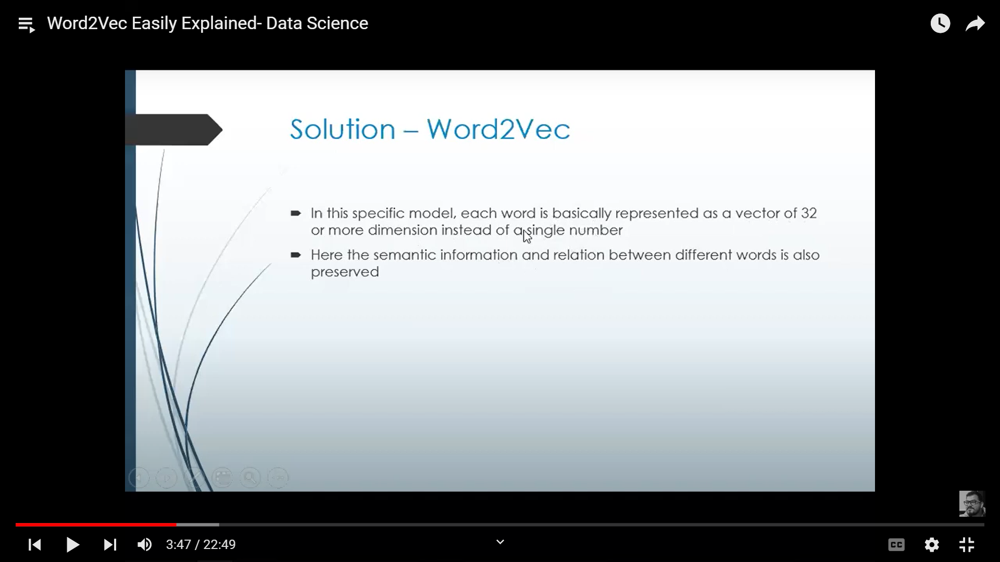 Word2Vec Easily Explained- Data Science
Solution – Word2Vec
In this specific model, each word is basically represented as a vector of 32
or more dimension instead of a single number
Here the semantic information and relation between different words is also
preserved
3:47 / 22:49
CC